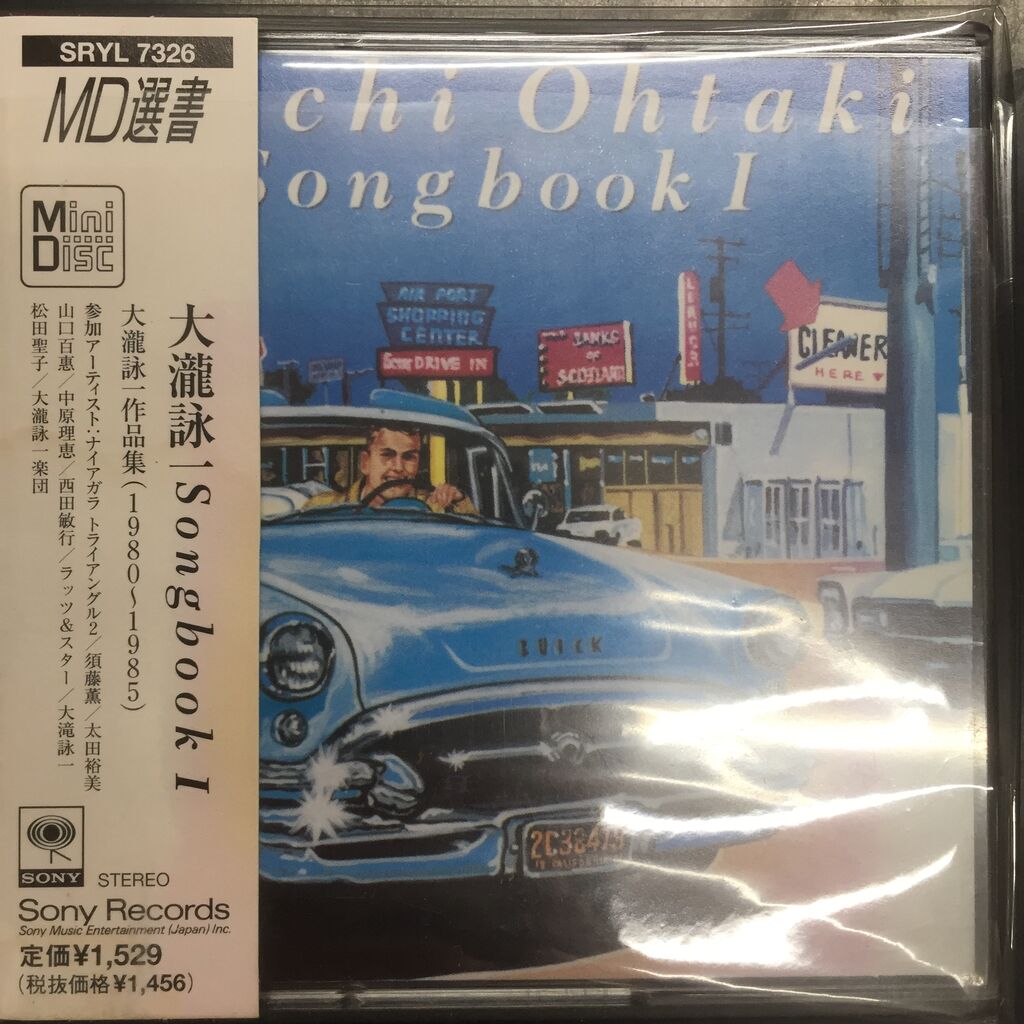 SRYL 7326
MD選書
Mini
Disc
大瀧詠一 Songbook I
大瀧詠一作品集(1980〜1985)
参加アーティスト:ナイアガラ トライアングル2/須藤薫/太田裕美
山口百惠/中原理恵/西田敏行/ラッツ&スター/大滝詠一
松田聖子/大瀧詠一楽団
SONY
STEREO
Sony Records
Sony Music Entertainment (Japan) Inc.
定価¥1,529
(税抜価格¥1,456)
chi Ohtaki
Songbook I
AIR PORT
SHOPPING
CENTER
DRIVE IN
OF
SCOTLAND
CLEANER
HERE
BUICK